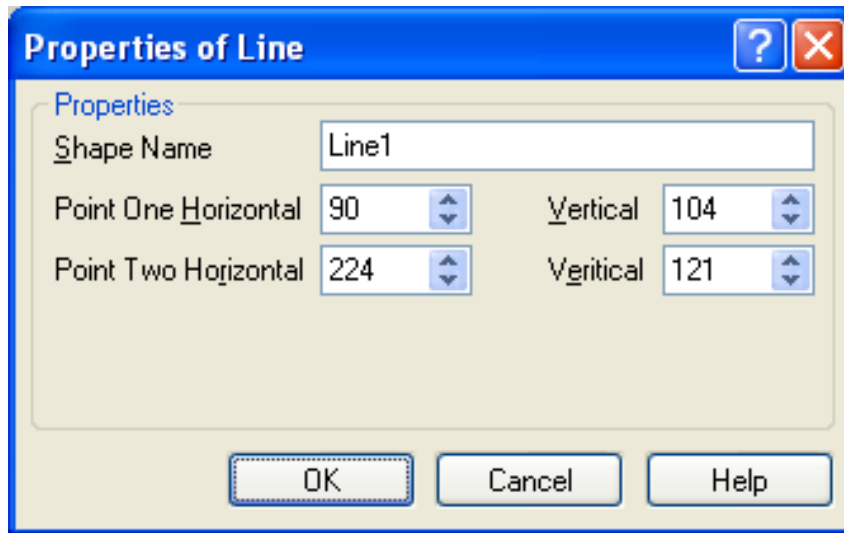 Properties of Line
?
Properties
Shape Name Line1
Point One Horizontal 90 Vertical 104
Point Two Horizontal 224 Veritical 121
OK Cancel Help